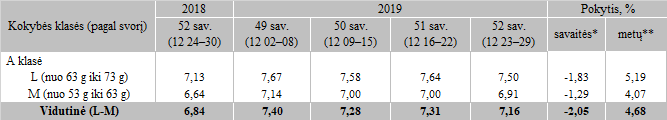 Kokybės klasės (pagal svorį) 2018 2019 Pokytis, %
52 sav. (12 24–30) 49 sav. (12 02–08) 50 sav. (12 09–15) 51 sav. (12 16–22) 52 sav. (12 23–29) savaitės* metų**
A klasė
L (nuo 63 g iki 73 g) 7,13 7,67 7,58 7,64 7,50 -1,83 5,19
M (nuo 53 g iki 63 g) 6,64 7,14 7,00 7,00 6,91 -1,29 4,07
Vidutinė (L-M) 6,84 7,40 7,28 7,31 7,16 -2,05 4,68